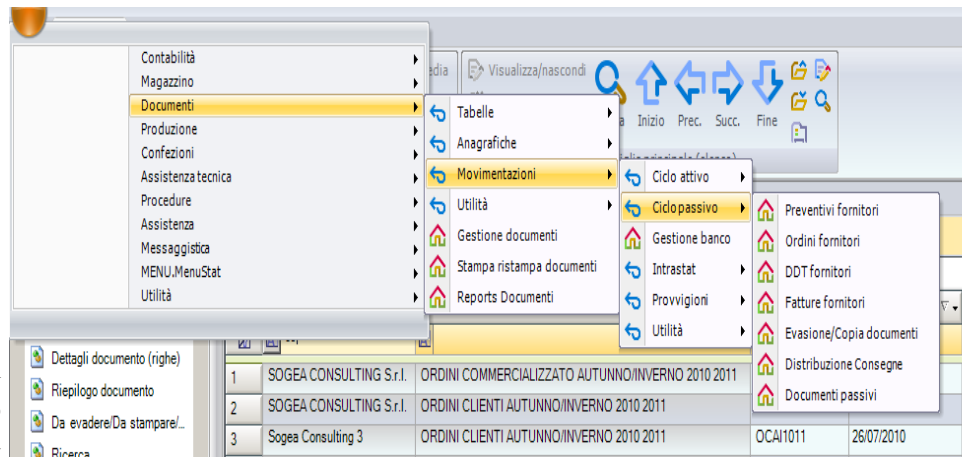 Contabilità
Magazzino
Documenti
Produzione
Confezioni
Assistenza tecnica
Procedure
Assistenza
Messaggistica
MENU.MenuStat
Utilità
Visualizza/nascondi
Inizio
Prec.
Succ.
Fine
Tabelle
Anagrafiche
Movimentazioni
Utilità
Gestione documenti
Stampa ristampa documenti
Reports Documenti
Ciclo attivo
Ciclo passivo
Gestione banco
Intrastat
Provvigioni
Utilità
Preventivi fornitori
Ordini fornitori
DDT fornitori
Fatture fornitori
Evasione/Copia documenti
Distribuzione Consegne
Documenti passivi
Dettagli documento (righe)
Riepilogo documento
Da evadere/Da stampare/...
Ricerca
1 SOGEA CONSULTING S.r.l. ORDINI COMMERCIALIZZATO AUTUNNO/INVERNO 2010 2011
2 SOGEA CONSULTING S.r.l. ORDINI CLIENTI AUTUNNO/INVERNO 2010 2011
3 Sogea Consulting 3 ORDINI CLIENTI AUTUNNO/INVERNO 2010 2011 OCAI1011 26/07/2010